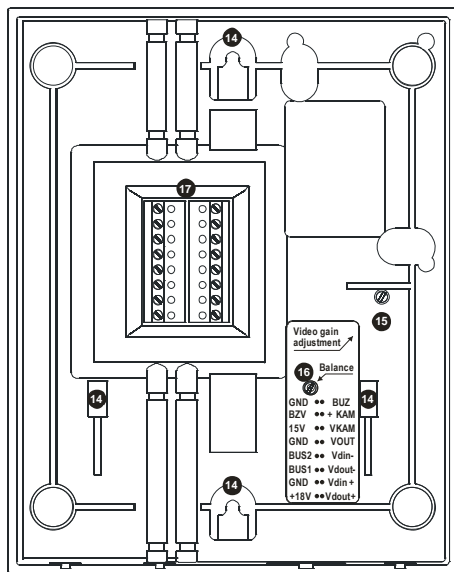 14
17
15
Video gain
adjustment
16 Balance
14
14
GND •• BUZ
BZV •• + KAM
15V •• VKAM
GND •• VOUT
BUS2 •• Vdin-
BUS1 •• Vdout-
GND •• Vdin +
+18V •• Vdout+
14